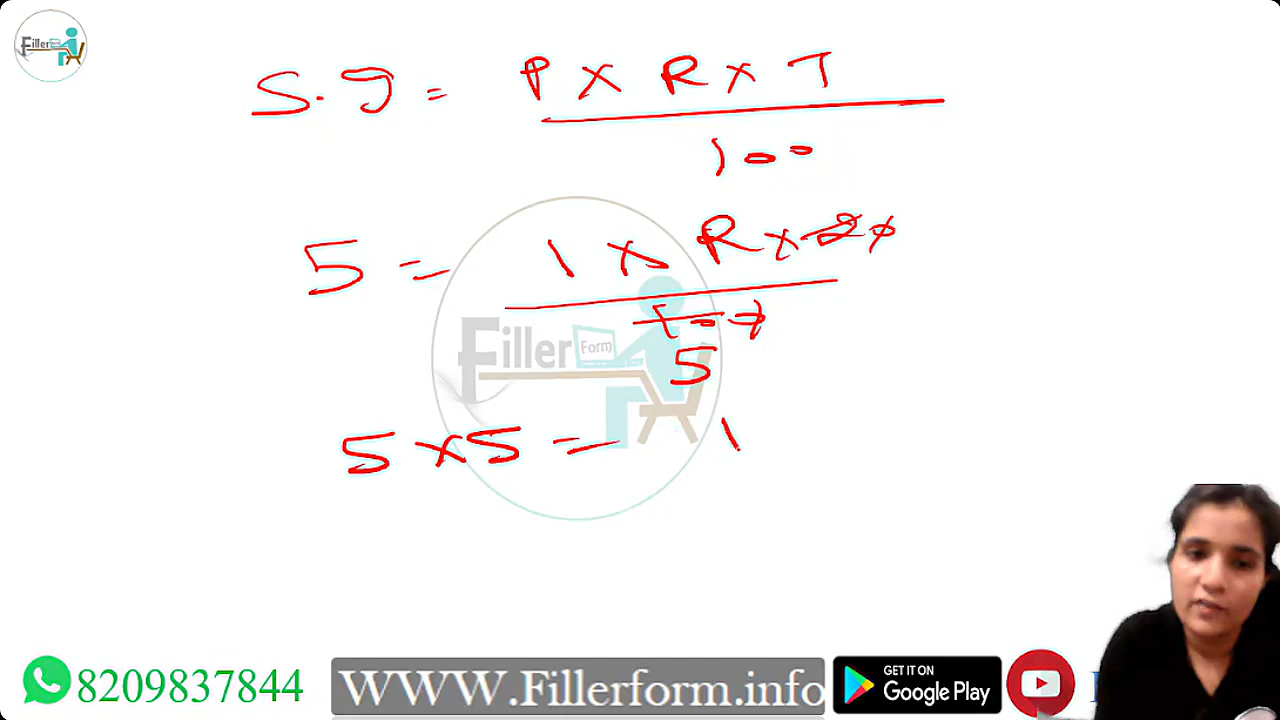 Filler
S.I = P × R × T
100
5 = 1 × R × 20
100
Filler Form
5
5 × 5 = 1
8209837844
WWW.Fillerform.info
GET IT ON
Google Play